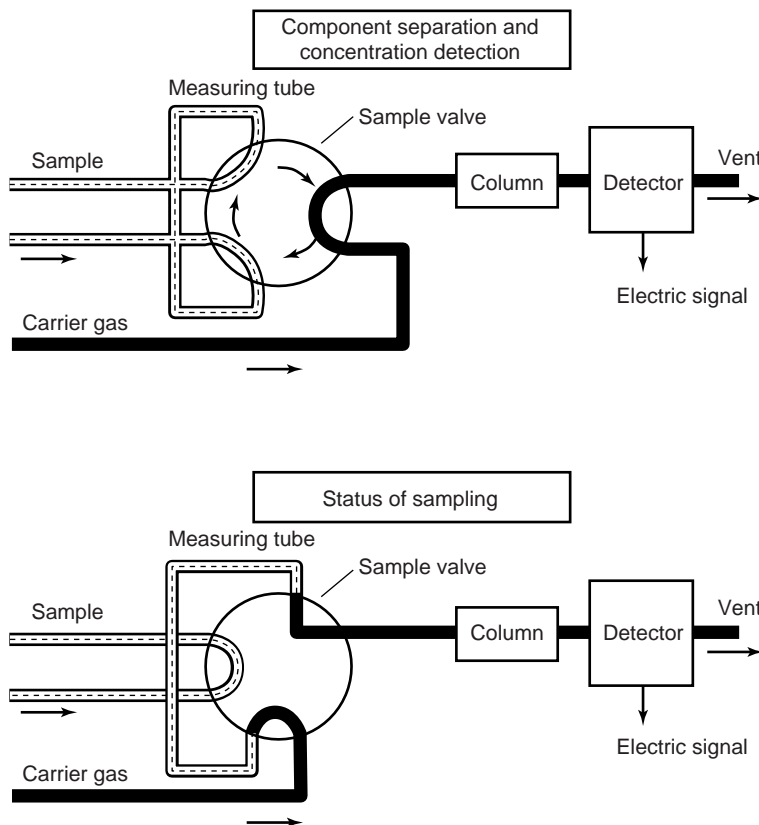 Component separation and
concentration detection
Measuring tube
Sample valve
Sample
Column
Detector
Vent
Electric signal
Carrier gas
Status of sampling
Measuring tube
Sample valve
Sample
Column
Detector
Vent
Electric signal
Carrier gas